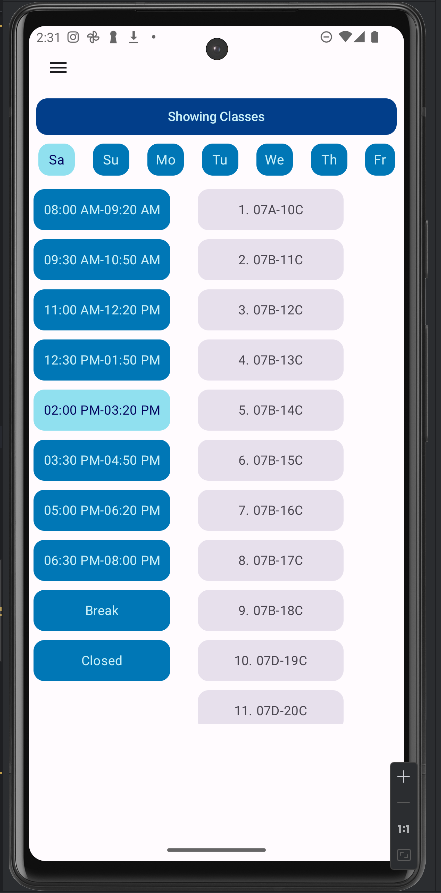 2:31
Showing Classes
Sa Su Mo Tu We Th Fr
08:00 AM-09:20 AM
09:30 AM-10:50 AM
11:00 AM-12:20 PM
12:30 PM-01:50 PM
02:00 PM-03:20 PM
03:30 PM-04:50 PM
05:00 PM-06:20 PM
06:30 PM-08:00 PM
Break
Closed
1. 07A-10C
2. 07B-11C
3. 07B-12C
4. 07B-13C
5. 07B-14C
6. 07B-15C
7. 07B-16C
8. 07B-17C
9. 07B-18C
10. 07D-19C
11. 07D-20C
1:1